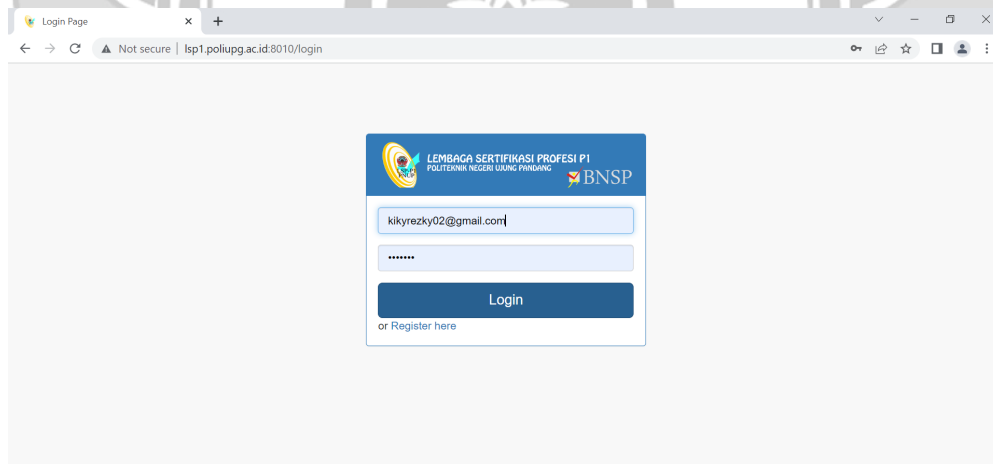 Login Page
Not secure | lsp1.poliupg.ac.id:8010/login
LEMBAGA SERTIFIKASI PROFESI P1
POLITEKNIK NEGERI UJUNG PANDANG
BNSP
kikyrezky02@gmail.com
•••••••
Login
or Register here